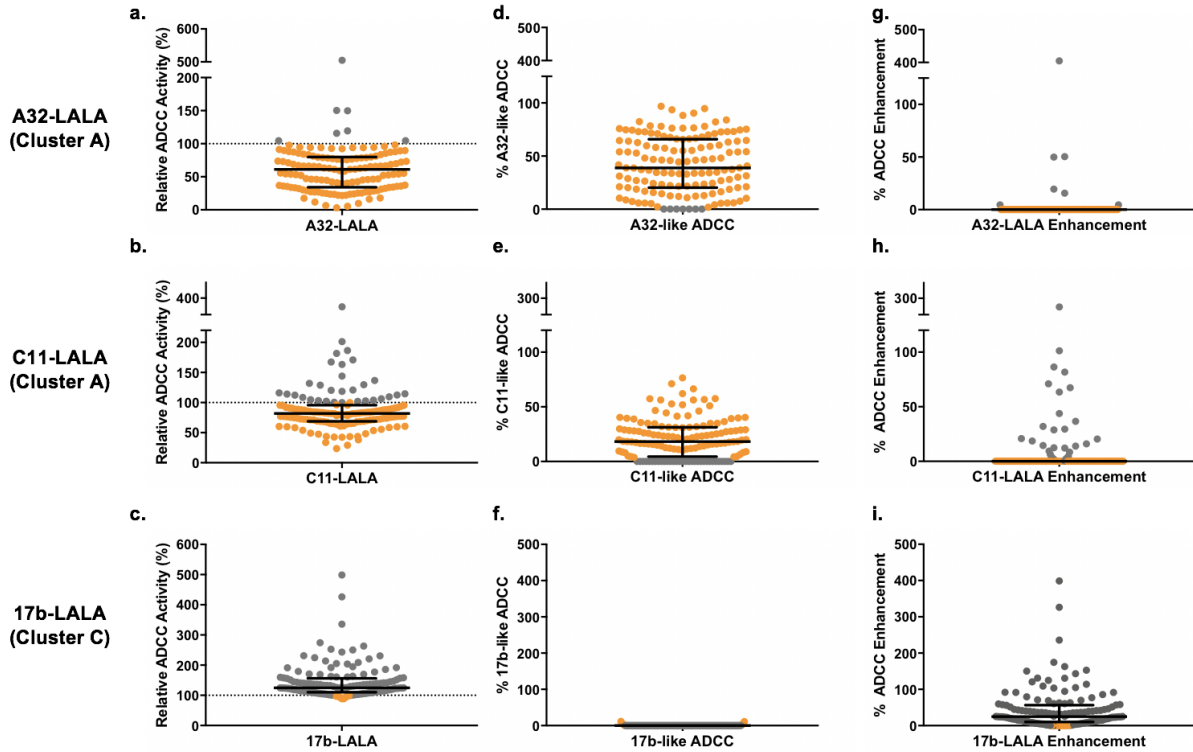 a.
Relative ADCC Activity (%)
600
500
200
150
100
50
0
A32-LALA
d.
% A32-like ADCC
500
400
100
50
0
A32-like ADCC
g.
% ADCC Enhancement
500
400
100
50
0
A32-LALA Enhancement
A32-LALA
(Cluster A)
b.
Relative ADCC Activity (%)
400
200
150
100
50
0
C11-LALA
e.
% C11-like ADCC
300
100
50
0
C11-like ADCC
h.
% ADCC Enhancement
300
100
50
0
C11-LALA Enhancement
C11-LALA
(Cluster A)
c.
Relative ADCC Activity (%)
600
500
400
300
200
100
0
17b-LALA
f.
% 17b-like ADCC
500
400
300
200
100
0
17b-like ADCC
i.
% ADCC Enhancement
500
400
300
200
100
0
17b-LALA Enhancement
17b-LALA
(Cluster C)